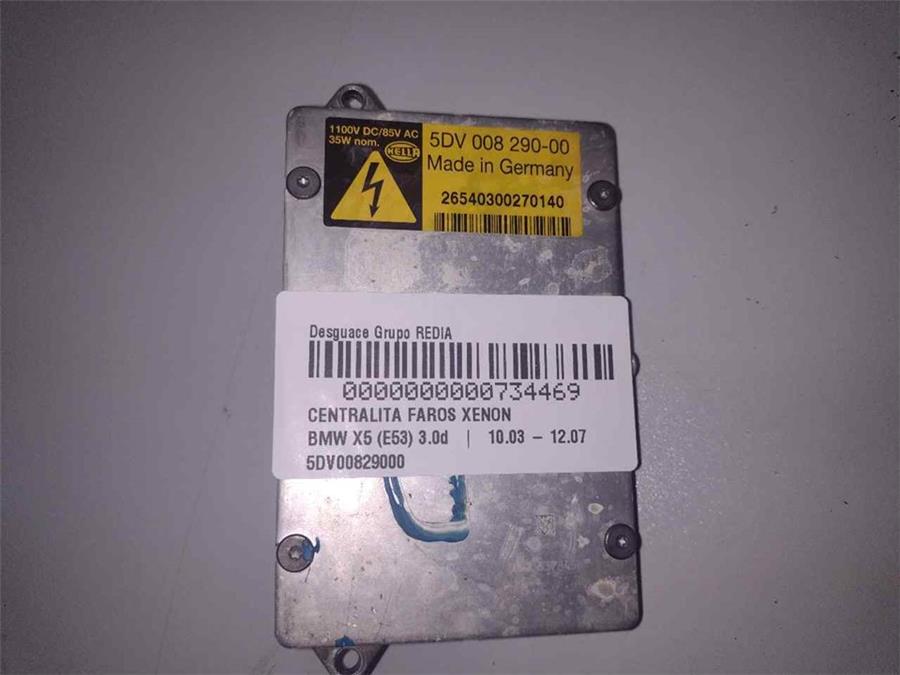 1100V DC/85V AC
35W nom.
HELLA
5DV 008 290-00
Made in Germany
26540300270140
Desguace Grupo REDIA
0000000000734469
CENTRALITA FAROS XENON
BMW X5 (E53) 3.0d | 10.03 – 12.07
5DV00829000